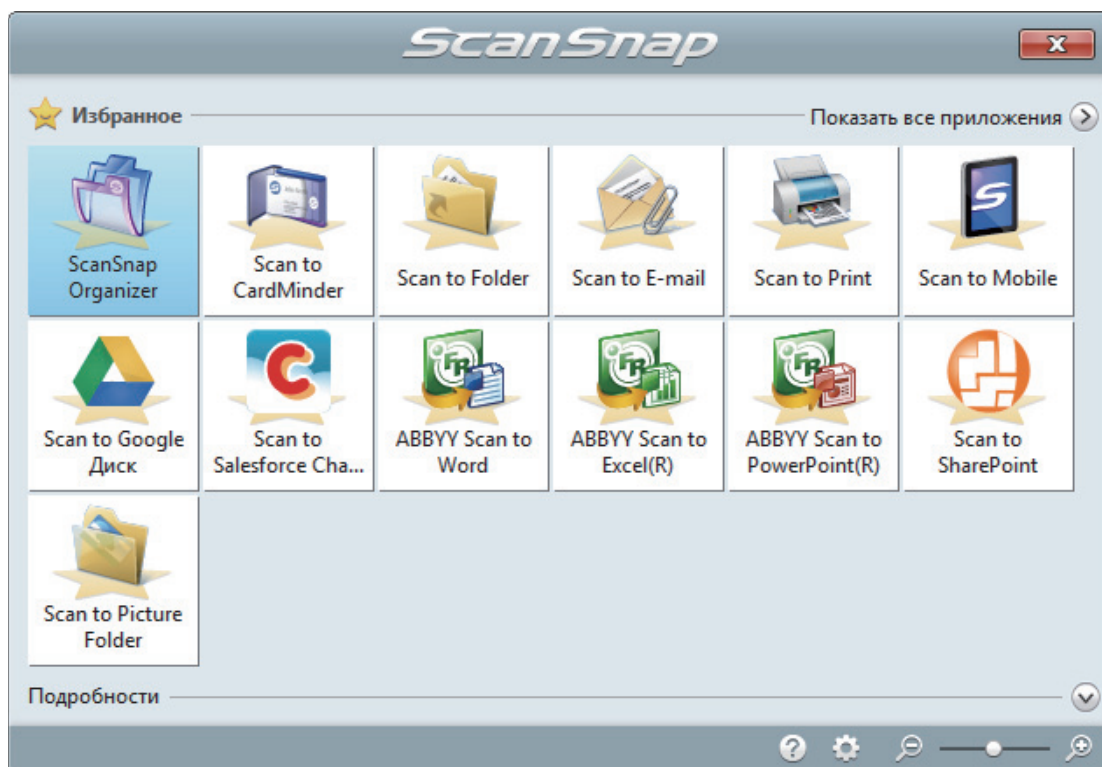 ScanSnap
Избранное
Показать все приложения
ScanSnap
Organizer
Scan to
CardMinder
Scan to Folder
Scan to E-mail
Scan to Print
Scan to Mobile
Scan to Google
Диск
Scan to
Salesforce Cha...
ABBYY Scan to
Word
ABBYY Scan to
Excel(R)
ABBYY Scan to
PowerPoint(R)
Scan to
SharePoint
Scan to Picture
Folder
Подробности